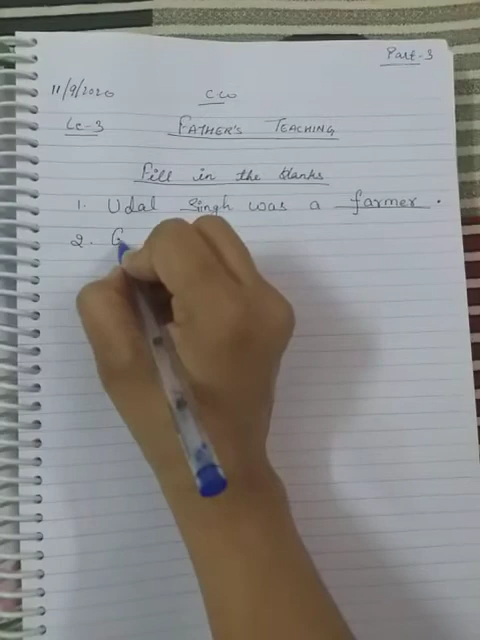 Part-3
11/9/2020 CW
Lc-3 FATHER'S TEACHING
Fill in the blanks
1. Udal Singh was a farmer.
2. G